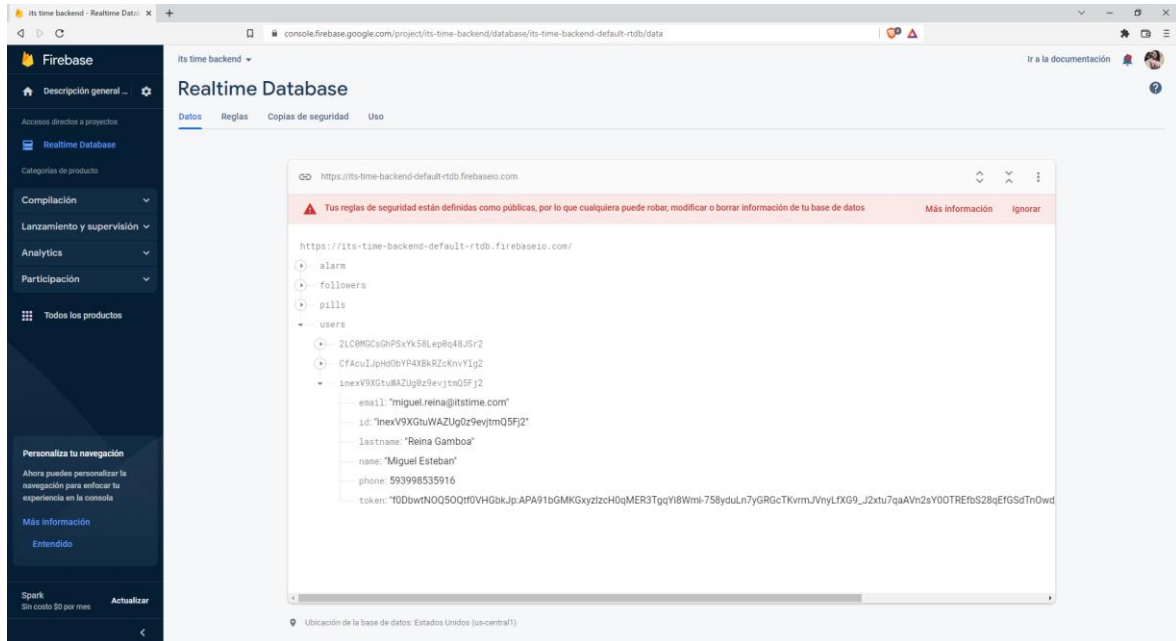 its time backend - Realtime Datab
console.firebase.google.com/project/its-time-backend/database/its-time-backend-default-rtdb/data
Firebase
its time backend
Ir a la documentación
Descripción general ...
Realtime Database
Datos Reglas Copias de seguridad Uso
Accesos directos a proyectos
Realtime Database
Categorías de producto
Compilación
Lanzamiento y supervisión
Analytics
Participación
Todos los productos
https://its-time-backend-default-rtdb.firebaseio.com
Tus reglas de seguridad están definidas como públicas, por lo que cualquiera puede robar, modificar o borrar información de tu base de datos Más información Ignorar
https://its-time-backend-default-rtdb.firebaseio.com/
alarm
followers
pills
users
2LC0MGCsGhPSxYk58Lep0q48JSr2
CfAcuIJpHdObYP4XBkRZcKnvYlg2
inexV9XGtuWAZUg0z9evjtmQ5Fj2
email: "miguel.reina@itstime.com"
id: "inexV9XGtuWAZUg0z9evjtmQ5Fj2"
lastname: "Reina Gamboa"
name: "Miguel Esteban"
phone: 593998535916
token: "f0DbwtNOQ5OQtf0VHGbkJp:APA91bGMKGxyzIzcH0qMER3TgqYi8Wmi-758yduLn7yGRGcTKvrmJVnyLfXG9_J2xtu7qaAVn2sY0OTREfbS28qEfGSdTnOwd
Personaliza tu navegación
Ahora puedes personalizar la
navegación para enfocar tu
experiencia en la consola
Más información
Entendido
Spark
Sin costo $0 por mes
Actualizar
Ubicación de la base de datos: Estados Unidos (us-central1)